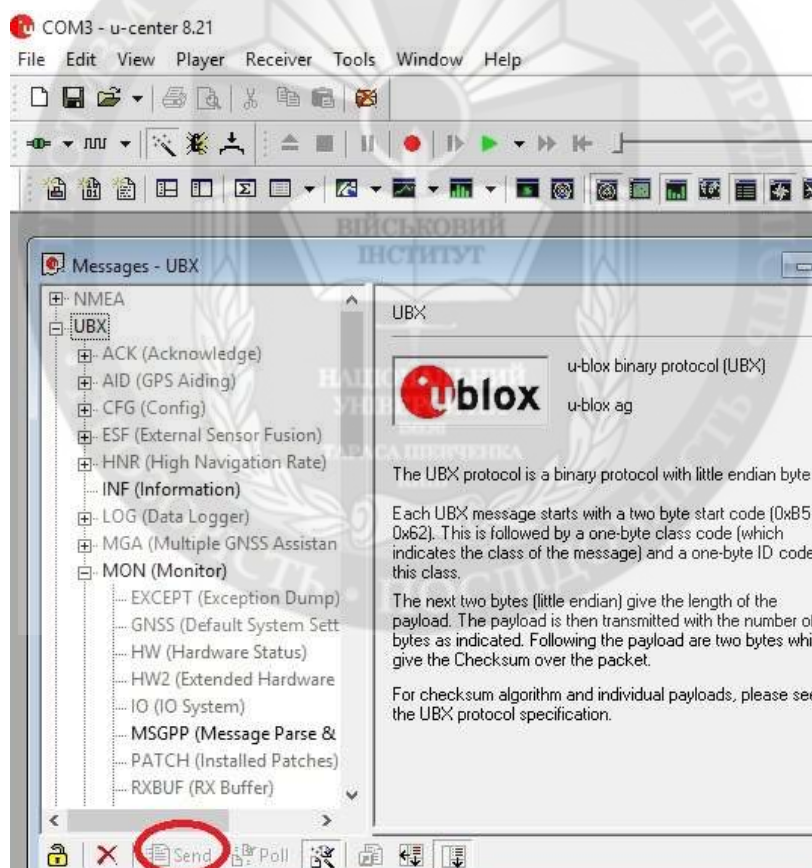 COM3 - u-center 8.21
File Edit View Player Receiver Tools Window Help
Messages - UBX
NMEA
UBX
ACK (Acknowledge)
AID (GPS Aiding)
CFG (Config)
ESF (External Sensor Fusion)
HNR (High Navigation Rate)
INF (Information)
LOG (Data Logger)
MGA (Multiple GNSS Assistan
MON (Monitor)
EXCEPT (Exception Dump)
GNSS (Default System Sett
HW (Hardware Status)
HW2 (Extended Hardware
IO (IO System)
MSGPP (Message Parse &
PATCH (Installed Patches)
RXBUF (RX Buffer)
UBX
ublox
u-blox binary protocol (UBX)
u-blox ag
The UBX protocol is a binary protocol with little endian byte
Each UBX message starts with a two byte start code (0xB5
0x62). This is followed by a one-byte class code (which
indicates the class of the message) and a one-byte ID code
this class.
The next two bytes (little endian) give the length of the
payload. The payload is then transmitted with the number of
bytes as indicated. Following the payload are two bytes whi
give the Checksum over the packet.
For checksum algorithm and individual payloads, please see
the UBX protocol specification.
Send Poll
ВІЙСЬКОВИЙ
ІНСТИТУТ